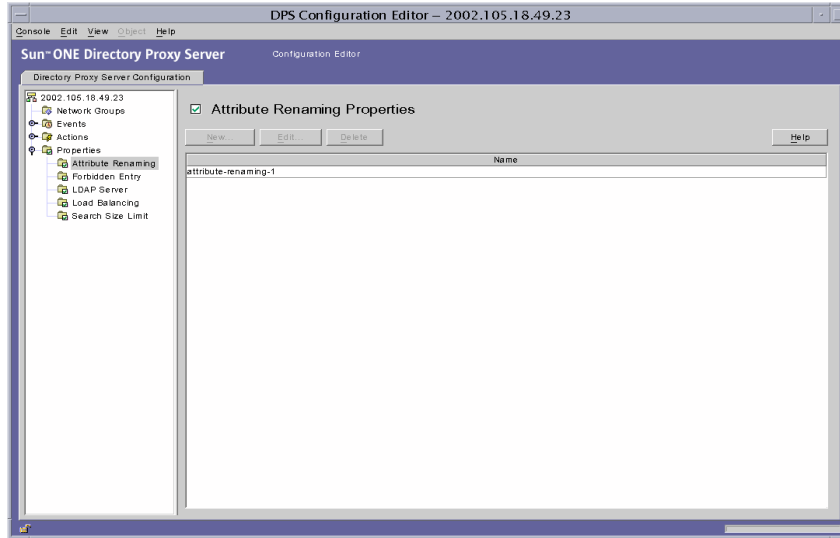 DPS Configuration Editor – 2002.105.18.49.23
Console Edit View Object Help
Sun™ ONE Directory Proxy Server Configuration Editor
Directory Proxy Server Configuration
2002.105.18.49.23
Network Groups
Events
Actions
Properties
Attribute Renaming
Forbidden Entry
LDAP Server
Load Balancing
Search Size Limit
Attribute Renaming Properties
New... Edit... Delete Help
Name
attribute-renaming-1